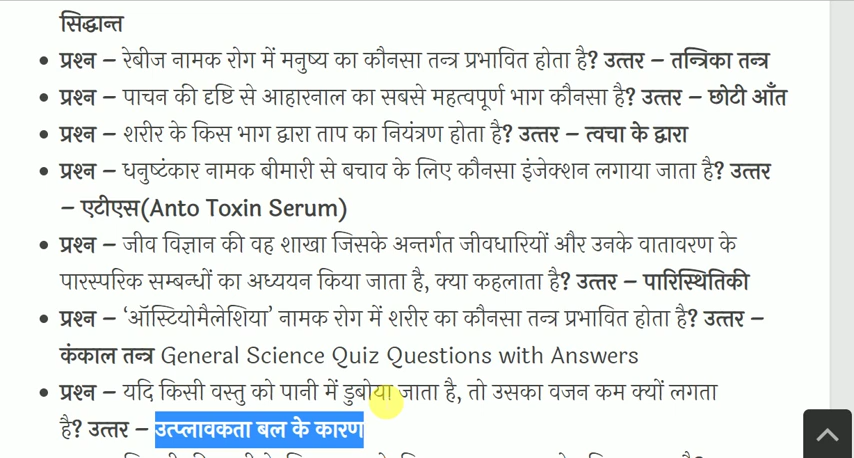 सिद्धान्त
• प्रश्न – रेबीज नामक रोग में मनुष्य का कौनसा तन्त्र प्रभावित होता है? उत्तर – तन्त्रिका तन्त्र
• प्रश्न – पाचन की दृष्टि से आहारनाल का सबसे महत्वपूर्ण भाग कौनसा है? उत्तर – छोटी आँत
• प्रश्न – शरीर के किस भाग द्वारा ताप का नियंत्रण होता है? उत्तर – त्वचा के द्वारा
• प्रश्न – धनुष्टंकार नामक बीमारी से बचाव के लिए कौनसा इंजेक्शन लगाया जाता है? उत्तर
– एटीएस(Anto Toxin Serum)
• प्रश्न – जीव विज्ञान की वह शाखा जिसके अन्तर्गत जीवधारियों और उनके वातावरण के
पारस्परिक सम्बन्धों का अध्ययन किया जाता है, क्या कहलाता है? उत्तर – पारिस्थितिकी
• प्रश्न – ‘ऑस्टियोमैलेशिया’ नामक रोग में शरीर का कौनसा तन्त्र प्रभावित होता है? उत्तर –
कंकाल तन्त्र General Science Quiz Questions with Answers
• प्रश्न – यदि किसी वस्तु को पानी में डुबोया जाता है, तो उसका वजन कम क्यों लगता
है? उत्तर – उत्प्लावकता बल के कारण